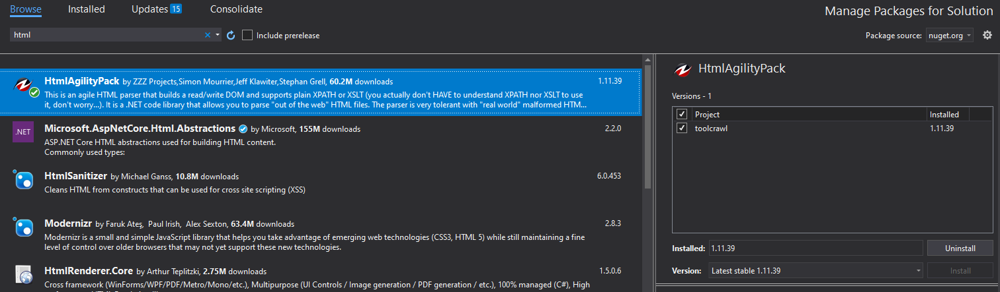 Browse Installed Updates 15 Consolidate
Manage Packages for Solution
html
Include prerelease
Package source: nuget.org
HtmlAgilityPack by ZZZ Projects,Simon Mourrier,Jeff Klawiter,Stephan Grell, 60.2M downloads 1.11.39
This is an agile HTML parser that builds a read/write DOM and supports plain XPATH or XSLT (you actually don't HAVE to understand XPATH nor XSLT to use
it, don't worry...). It is a .NET code library that allows you to parse "out of the web" HTML files. The parser is very tolerant with "real world" malformed HTM...
.NET
Microsoft.AspNetCore.Html.Abstractions by Microsoft, 155M downloads 2.2.0
ASP.NET Core HTML abstractions used for building HTML content.
Commonly used types:
HtmlSanitizer by Michael Ganss, 10.8M downloads 6.0.453
Cleans HTML from constructs that can be used for cross site scripting (XSS)
Modernizr by Faruk Ateş, Paul Irish, Alex Sexton, 63.4M downloads 2.8.3
Modernizr is a small and simple JavaScript library that helps you take advantage of emerging web technologies (CSS3, HTML 5) while still maintaining a fine
level of control over older browsers that may not yet support these new technologies.
HtmlRenderer.Core by Arthur Teplitzki, 2.75M downloads 1.5.0.6
Cross framework (WinForms/WPF/PDF/Metro/Mono/etc.), Multipurpose (UI Controls / Image generation / PDF generation / etc.), 100% managed (C#), High
HtmlAgilityPack
Versions - 1
Project Installed
toolcrawl 1.11.39
Installed: 1.11.39 Uninstall
Version: Latest stable 1.11.39 Install